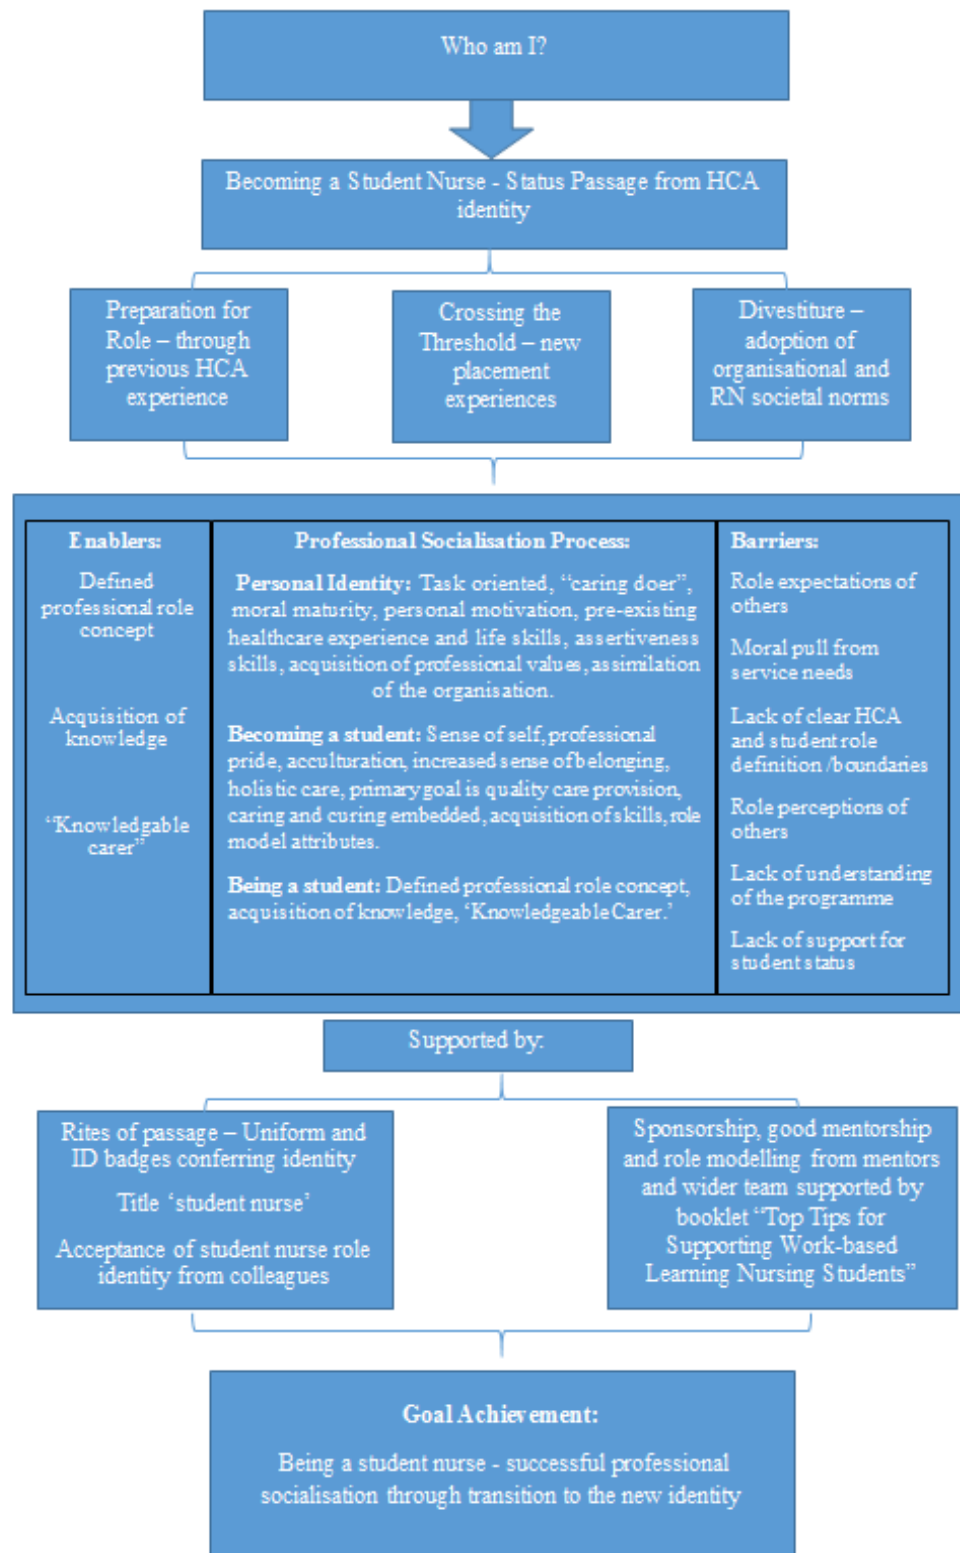 Who am I?
Becoming a Student Nurse - Status Passage from HCA
identity
Preparation for
Role – through
previous HCA
experience
Crossing the
Threshold – new
placement
experiences
Divestiture –
adoption of
organisational and
RN societal norms
Enablers:
Defined
professional role
concept
Acquisition of
knowledge
“Knowledgable
carer”
Professional Socialisation Process:
Personal Identity: Task oriented, “caring doer”,
moral maturity, personal motivation, pre-existing
healthcare experience and life skills, assertiveness
skills, acquisition of professional values, assimilation
of the organisation.
Becoming a student: Sense of self, professional
pride, acculturation, increased sense of belonging,
holistic care, primary goal is quality care provision,
caring and curing embedded, acquisition of skills, role
model attributes.
Being a student: Defined professional role concept,
acquisition of knowledge, ‘Knowledgeable Carer.’
Barriers:
Role expectations of
others
Moral pull from
service needs
Lack of clear HCA
and student role
definition /boundaries
Role perceptions of
others
Lack of understanding
of the programme
Lack of support for
student status
Supported by:
Rites of passage – Uniform and
ID badges conferring identity
Title ‘student nurse’
Acceptance of student nurse role
identity from colleagues
Sponsorship, good mentorship
and role modelling from mentors
and wider team supported by
booklet “Top Tips for
Supporting Work-based
Learning Nursing Students”
Goal Achievement:
Being a student nurse - successful professional
socialisation through transition to the new identity